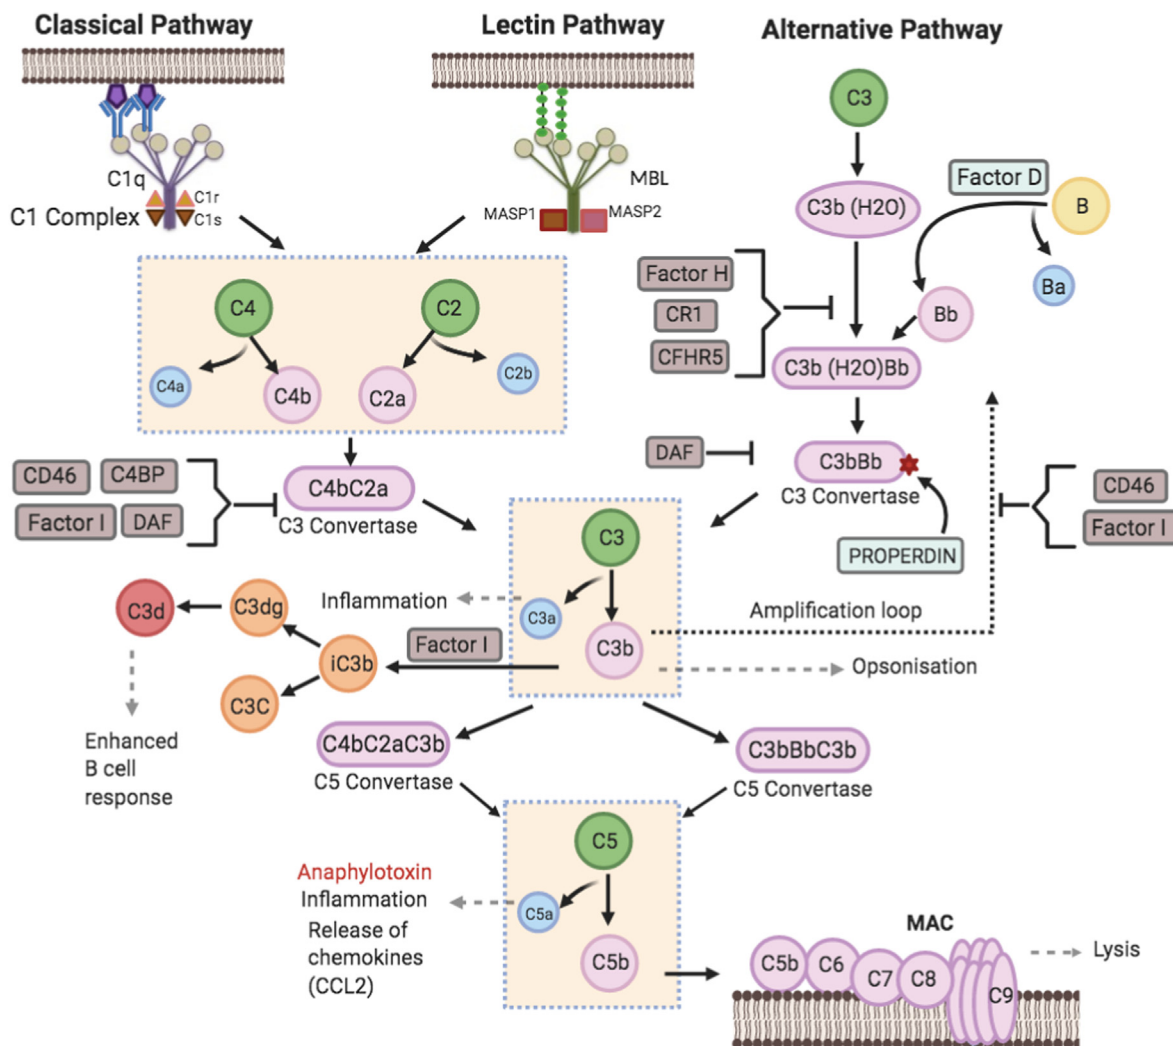 Classical Pathway
Lectin Pathway
Alternative Pathway
C1q
C1r
C1s
C1 Complex
MBL
MASP1
MASP2
C3
C3b (H2O)
Factor D
B
Ba
Bb
Factor H
CR1
CFHR5
C3b (H2O)Bb
C4
C2
C4a
C4b
C2a
C2b
CD46
C4BP
Factor I
DAF
C4bC2a
C3 Convertase
DAF
C3bBb
C3 Convertase
PROPERDIN
CD46
Factor I
C3
C3a
C3b
Inflammation
Amplification loop
Opsonisation
Factor I
iC3b
C3dg
C3d
C3C
Enhanced
B cell
response
C4bC2aC3b
C5 Convertase
C3bBbC3b
C5 Convertase
C5
C5a
C5b
Anaphylotoxin
Inflammation
Release of
chemokines
(CCL2)
MAC
C5b
C6
C7
C8
C9
Lysis